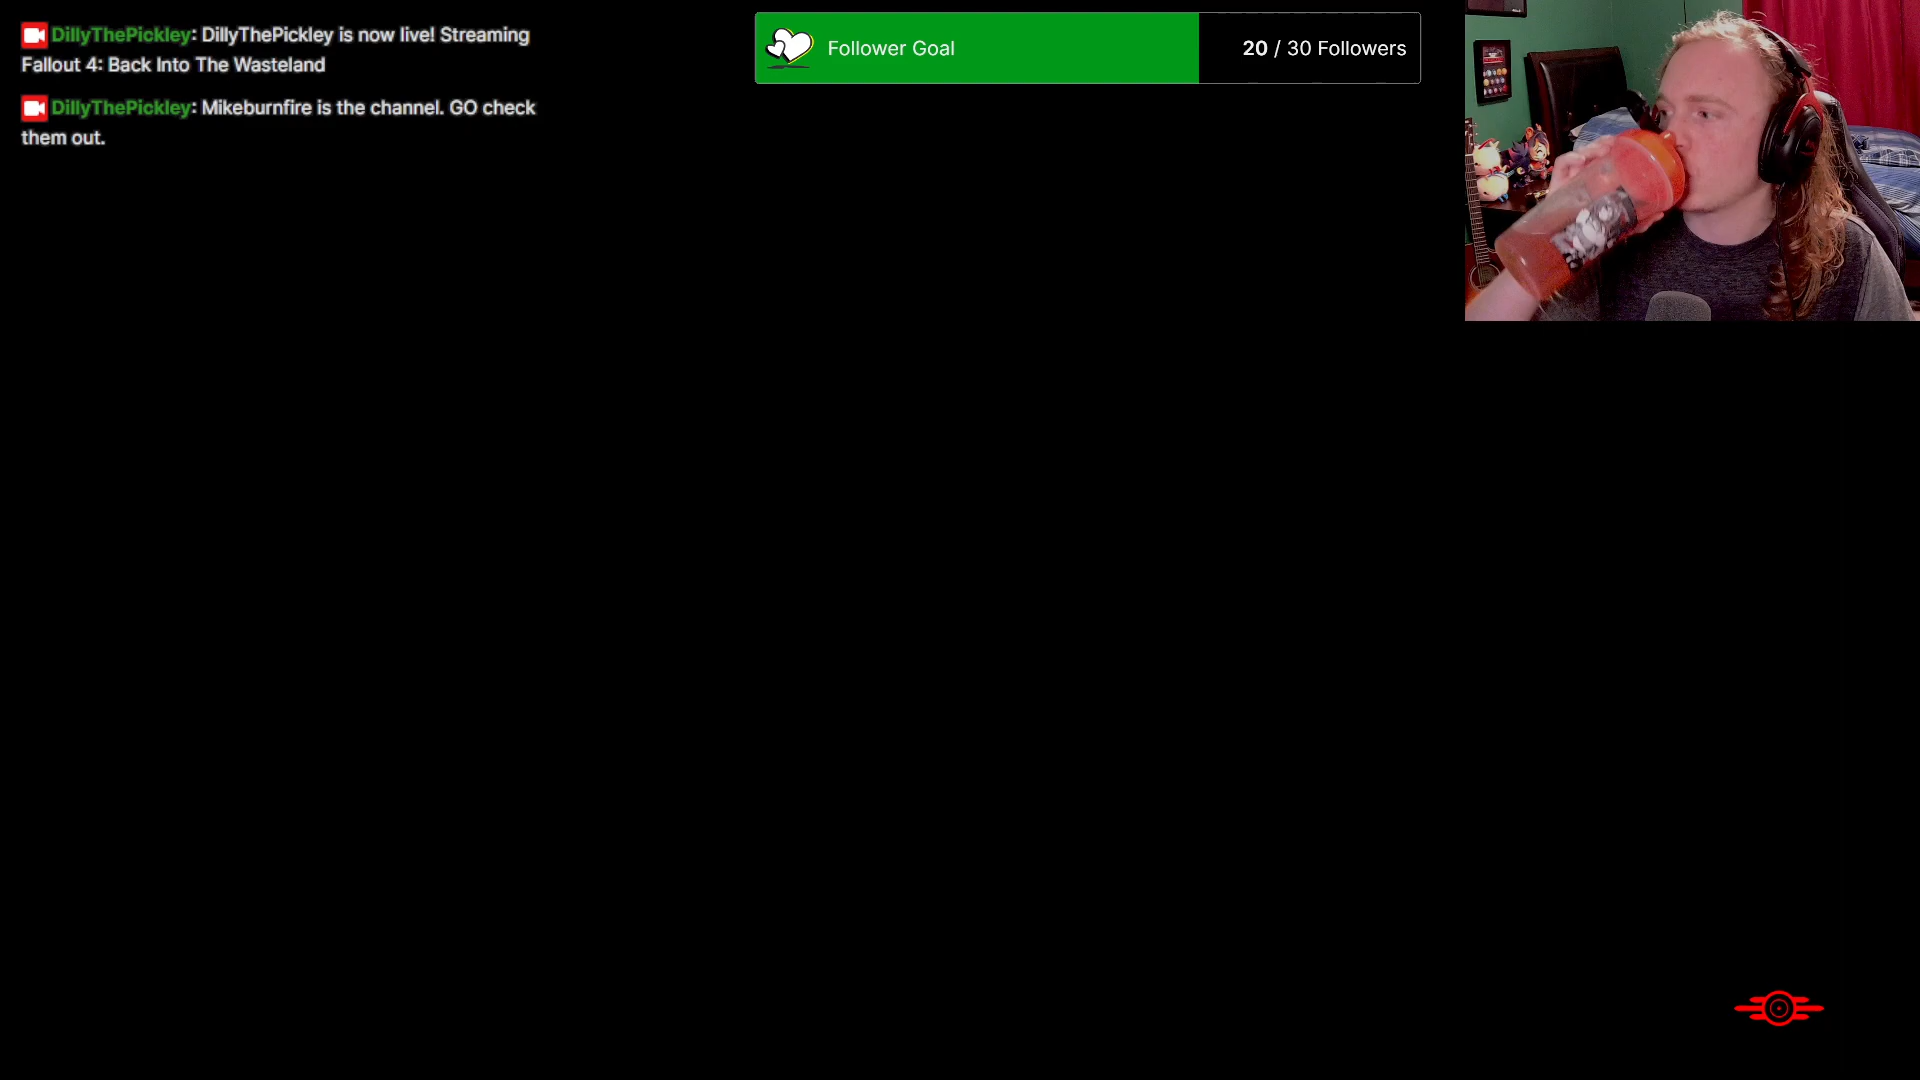 DillyThePickley: DillyThePickley is now live! Streaming
Fallout 4: Back Into The Wasteland
DillyThePickley: Mikeburnfire is the channel. GO check
them out.
Follower Goal
20 / 30 Followers